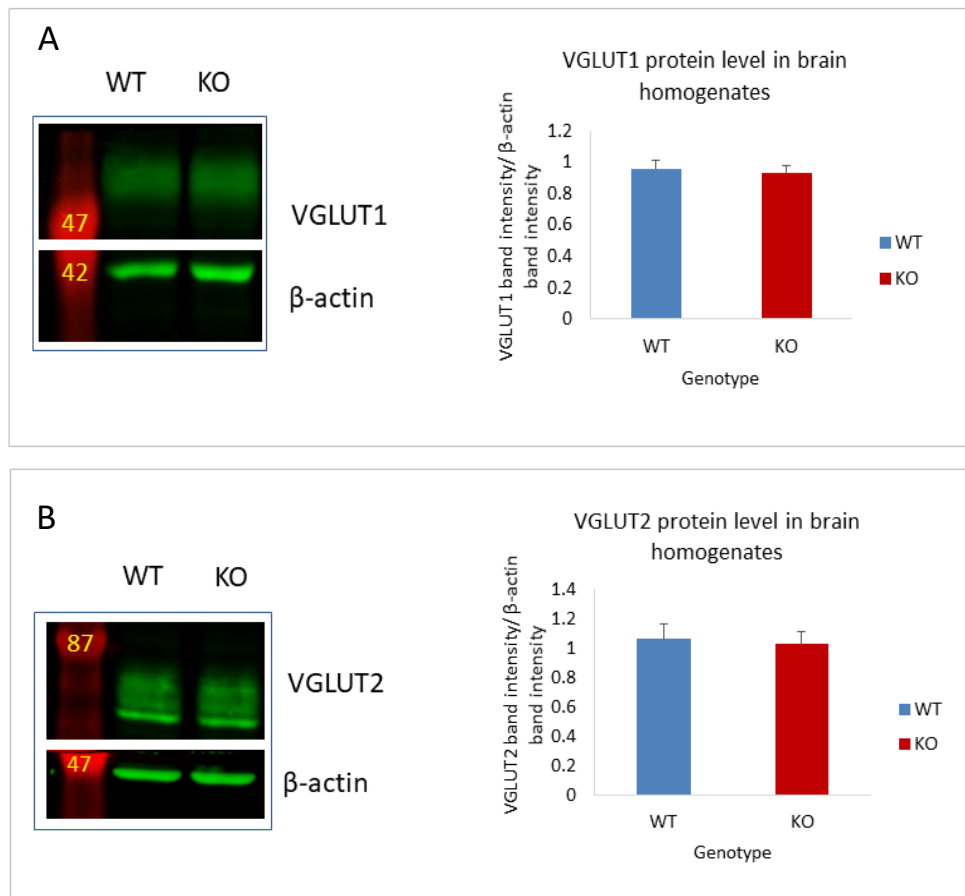 A
WT KO
47
42
VGLUT1
β-actin
VGLUT1 protein level in brain
homogenates
VGLUT1 band intensity/ β-actin
band intensity
1.2
1
0.8
0.6
0.4
0.2
0
WT KO
Genotype
WT
KO
B
WT KO
87
47
VGLUT2
β-actin
VGLUT2 protein level in brain
homogenates
VGLUT2 band intensity/ β-actin
band intensity
1.4
1.2
1
0.8
0.6
0.4
0.2
0
WT KO
Genotype
WT
KO